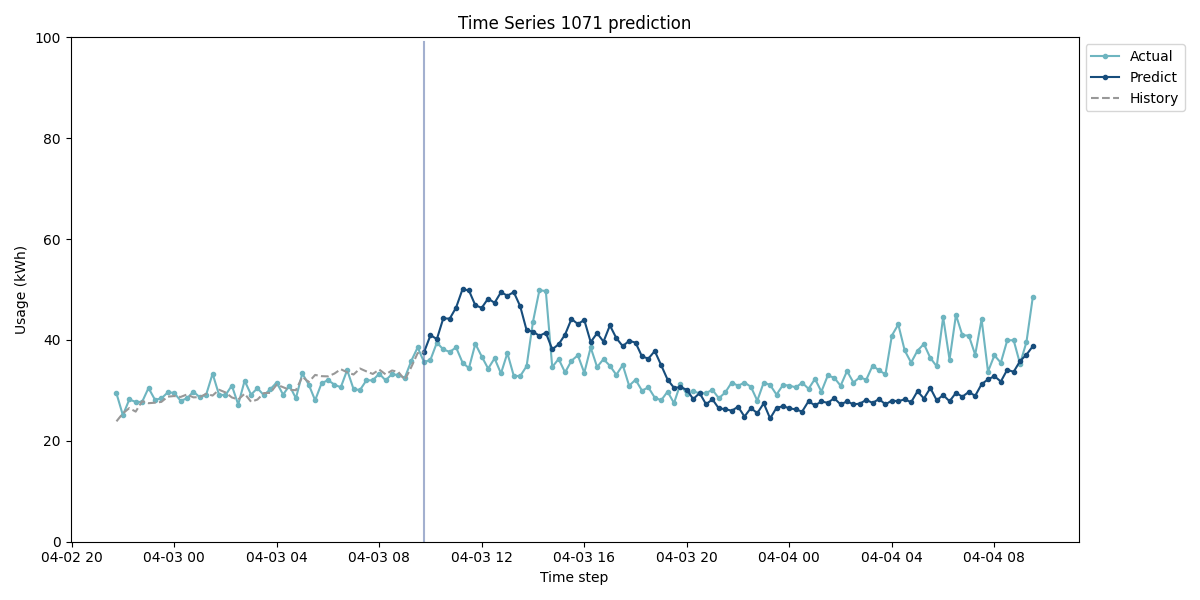 Time Series 1071 prediction
100
80
60
40
20
0
Usage (kWh)
04-02 20
04-03 00
04-03 04
04-03 08
04-03 12
04-03 16
04-03 20
04-04 00
04-04 04
04-04 08
Time step
Actual
Predict
History